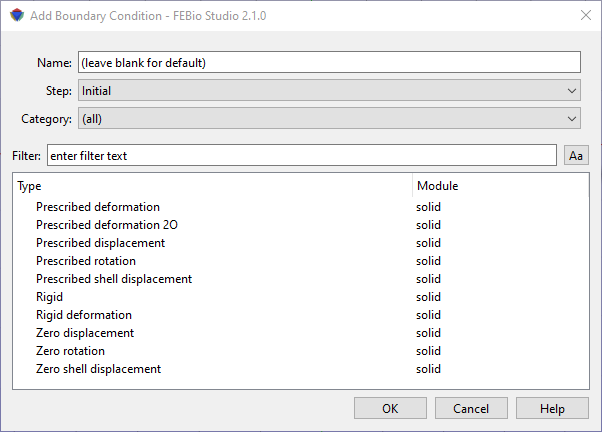 Add Boundary Condition - FEBio Studio 2.1.0
Name: (leave blank for default)
Step: Initial
Category: (all)
Filter: enter filter text Aa
Type Module
Prescribed deformation solid
Prescribed deformation 2O solid
Prescribed displacement solid
Prescribed rotation solid
Prescribed shell displacement solid
Rigid solid
Rigid deformation solid
Zero displacement solid
Zero rotation solid
Zero shell displacement solid
OK Cancel Help